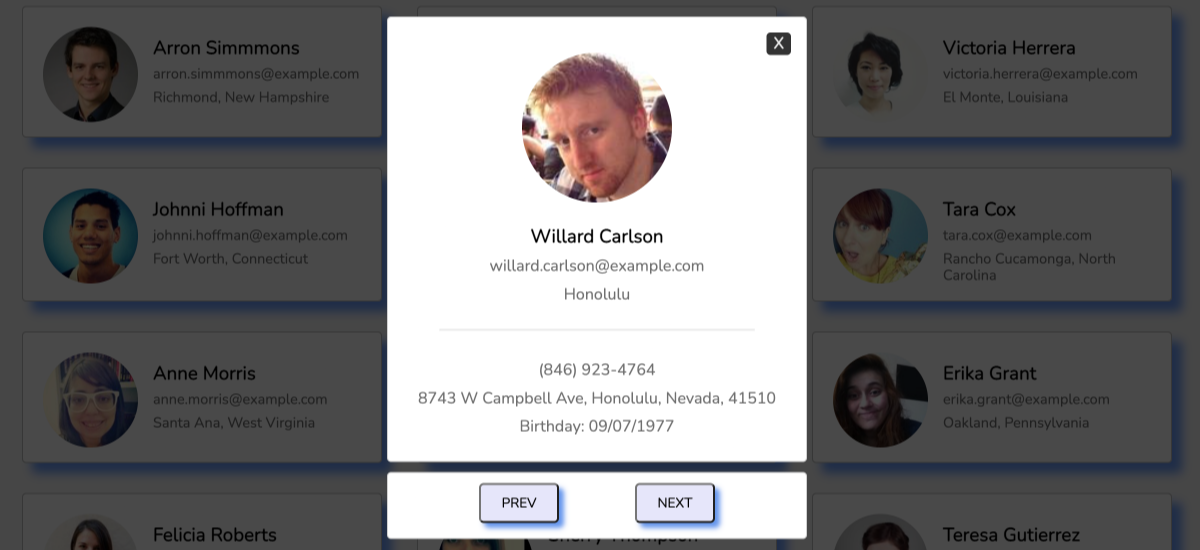 Arron Simmmons
arron.simmmons@example.com
Richmond, New Hampshire
X
Willard Carlson
willard.carlson@example.com
Honolulu
(846) 923-4764
8743 W Campbell Ave, Honolulu, Nevada, 41510
Birthday: 09/07/1977
PREV
NEXT
Victoria Herrera
victoria.herrera@example.com
El Monte, Louisiana
Johnni Hoffman
johnni.hoffman@example.com
Fort Worth, Connecticut
Tara Cox
tara.cox@example.com
Rancho Cucamonga, North
Carolina
Anne Morris
anne.morris@example.com
Santa Ana, West Virginia
Erika Grant
erika.grant@example.com
Oakland, Pennsylvania
Felicia Roberts
Sherry Thompson
Teresa Gutierrez